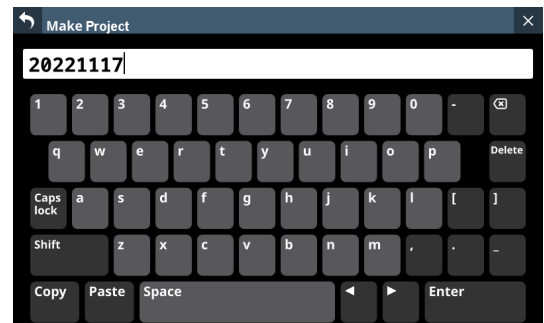 Make Project
20221117
1 2 3 4 5 6 7 8 9 0 -
q w e r t y u i o p Delete
Caps lock a s d f g h j k l [ ]
Shift z x c v b n m , . _
Copy Paste Space ◀ ▶ Enter